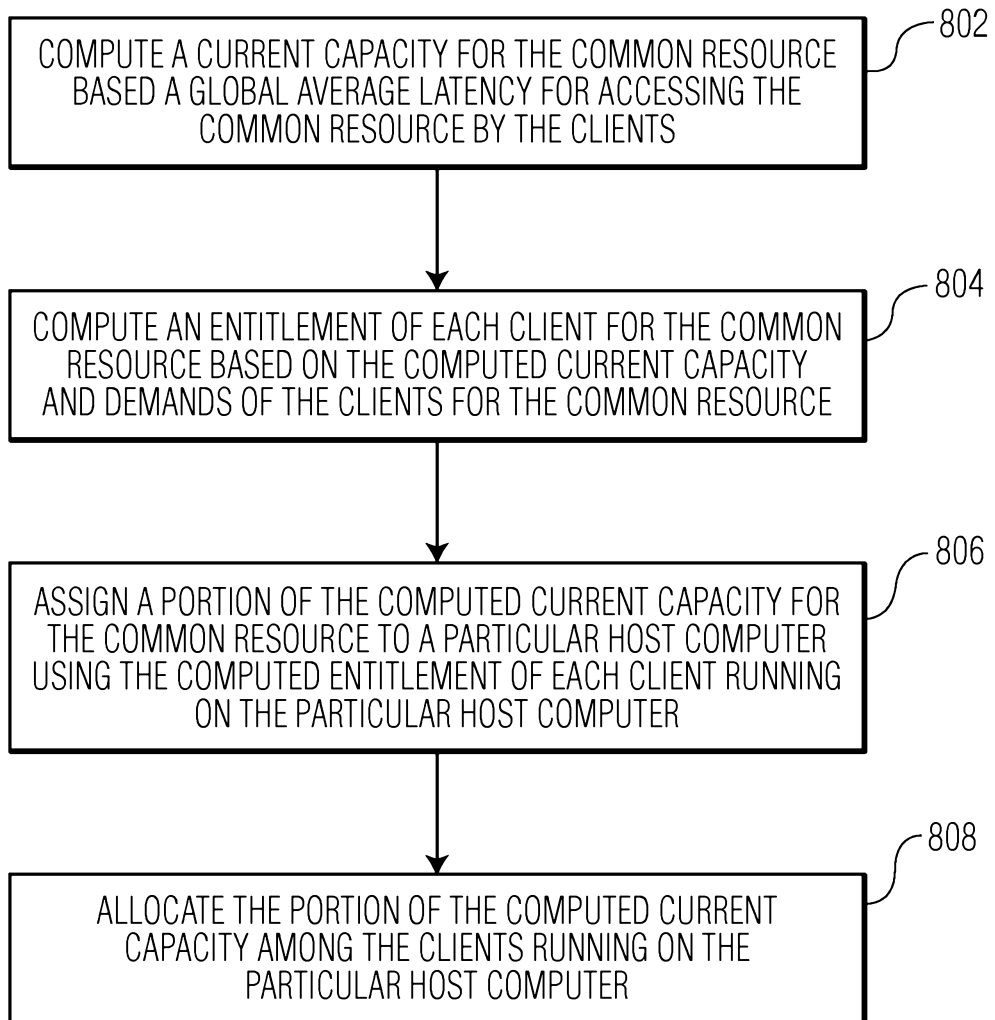 802
COMPUTE A CURRENT CAPACITY FOR THE COMMON RESOURCE
BASED A GLOBAL AVERAGE LATENCY FOR ACCESSING THE
COMMON RESOURCE BY THE CLIENTS
804
COMPUTE AN ENTITLEMENT OF EACH CLIENT FOR THE COMMON
RESOURCE BASED ON THE COMPUTED CURRENT CAPACITY
AND DEMANDS OF THE CLIENTS FOR THE COMMON RESOURCE
806
ASSIGN A PORTION OF THE COMPUTED CURRENT CAPACITY FOR
THE COMMON RESOURCE TO A PARTICULAR HOST COMPUTER
USING THE COMPUTED ENTITLEMENT OF EACH CLIENT RUNNING
ON THE PARTICULAR HOST COMPUTER
808
ALLOCATE THE PORTION OF THE COMPUTED CURRENT
CAPACITY AMONG THE CLIENTS RUNNING ON THE
PARTICULAR HOST COMPUTER